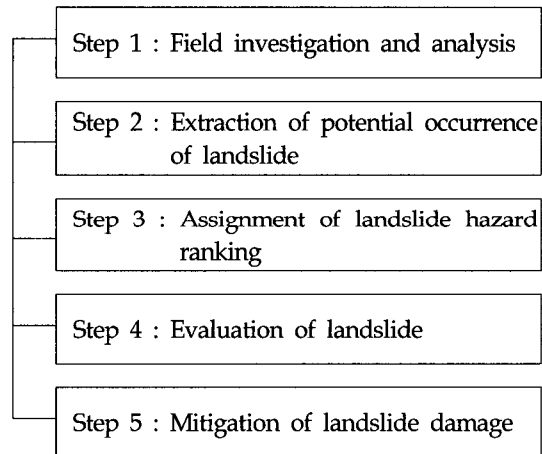 Step 1 : Field investigation and analysis
Step 2 : Extraction of potential occurrence
of landslide
Step 3 : Assignment of landslide hazard
ranking
Step 4 : Evaluation of landslide
Step 5 : Mitigation of landslide damage